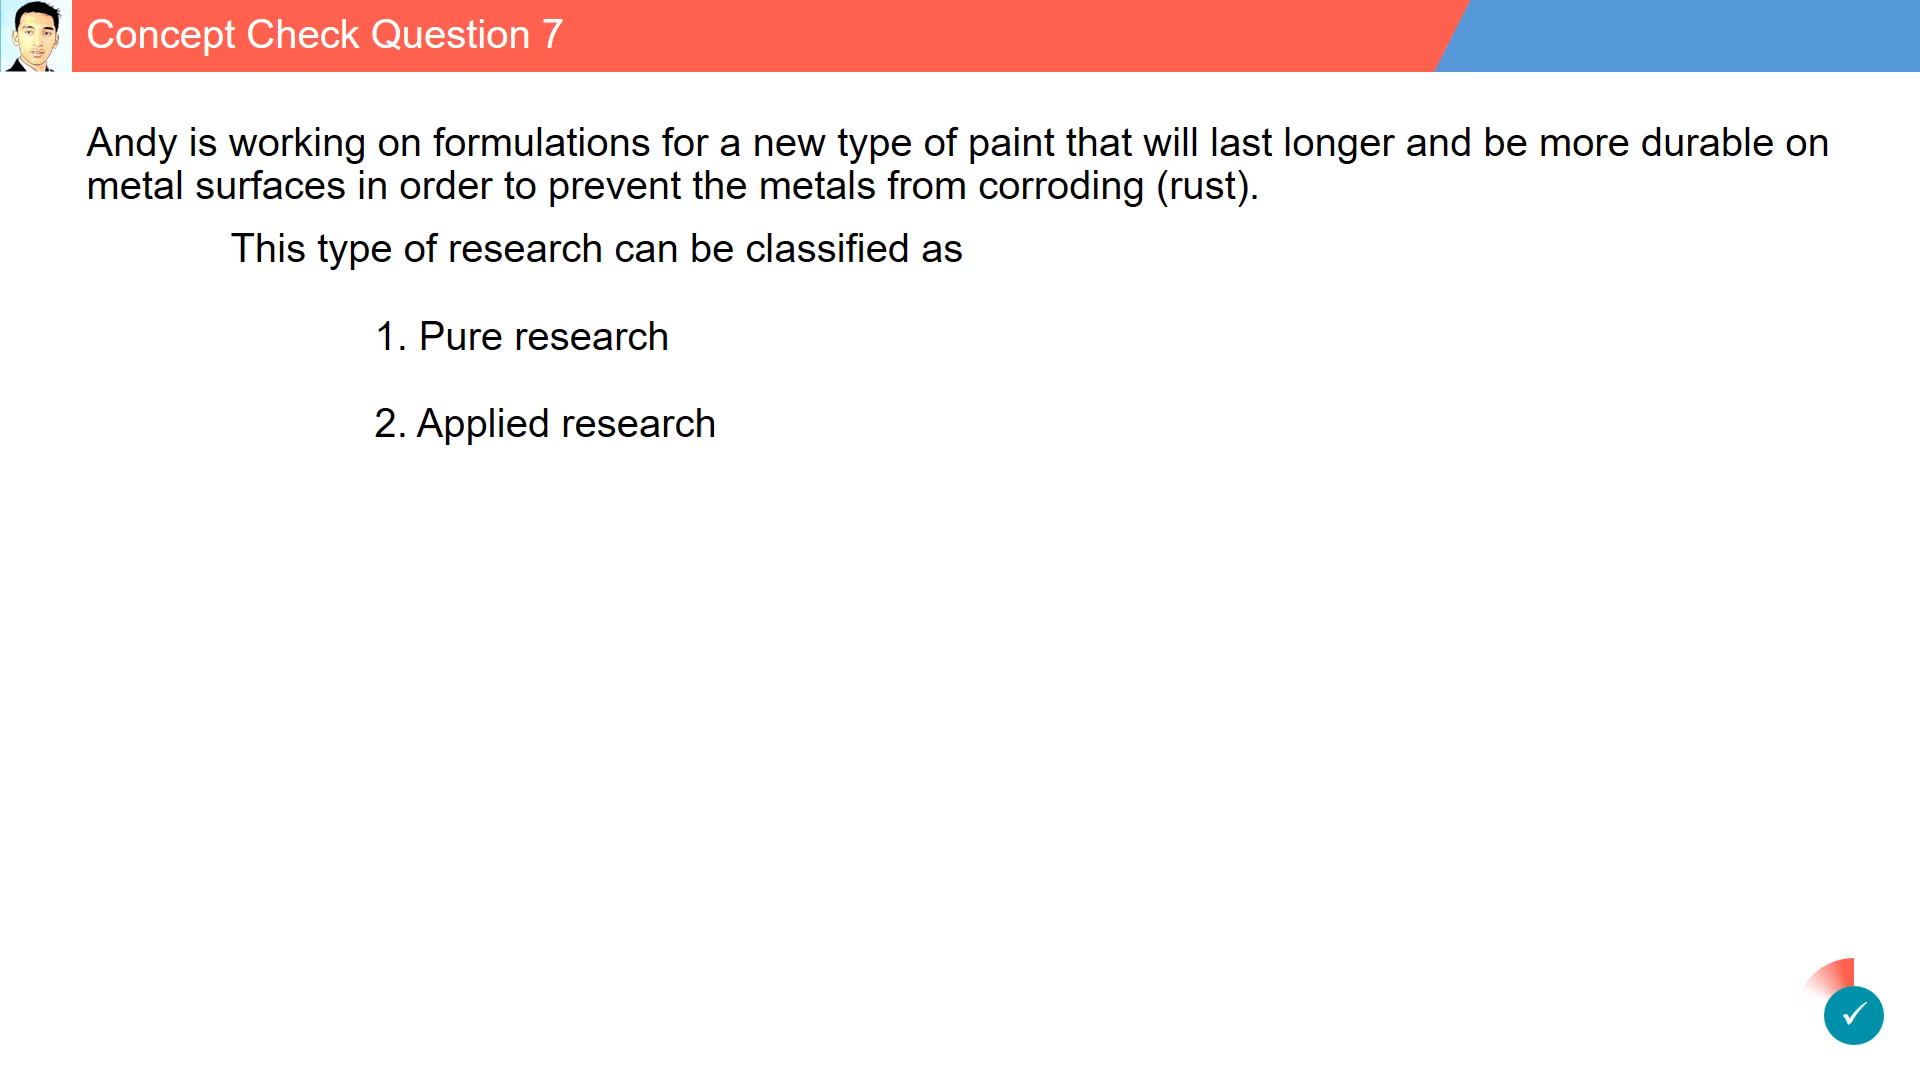 Concept Check Question 7
Andy is working on formulations for a new type of paint that will last longer and be more durable on
metal surfaces in order to prevent the metals from corroding (rust).
This type of research can be classified as
1. Pure research
2. Applied research